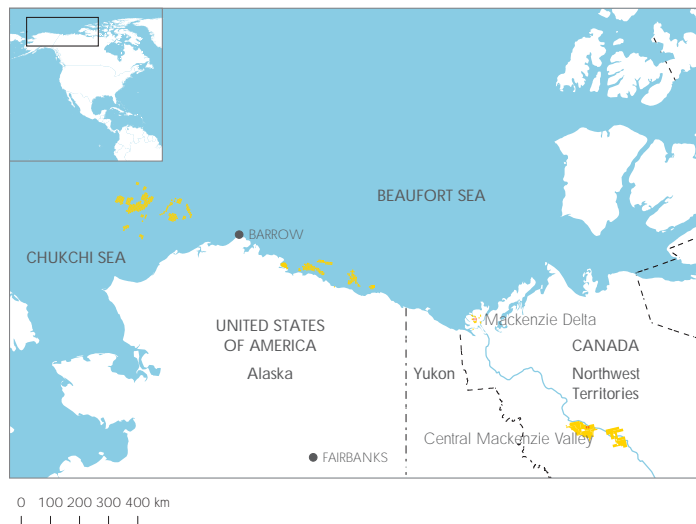 BEAUFORT SEA
BARROW
CHUKCHI SEA
Mackenzie Delta
UNITED STATES
OF AMERICA
CANADA
Alaska
Yukon
Northwest
Territories
Central Mackenzie Valley
FAIRBANKS
0 100 200 300 400 km